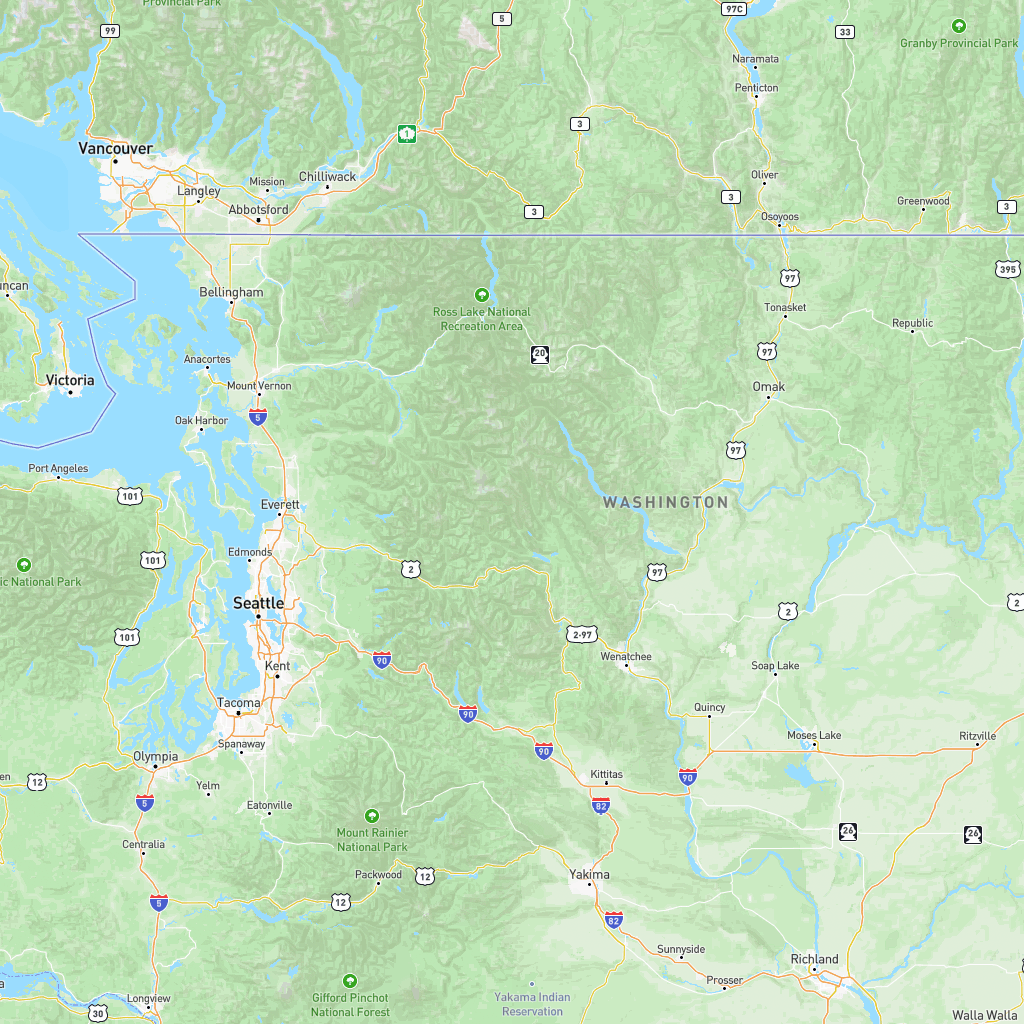 Provincial Park
99
5
97C
33
Granby Provincial Park
Naramata
Penticton
1
3
Vancouver
Langley
Mission
Chilliwack
Abbotsford
Oliver
3
3
Osoyoos
Greenwood
3
97
395
Bellingham
Ross Lake National
Recreation Area
Tonasket
Republic
20
97
Anacortes
Victoria
Mount Vernon
Omak
5
Oak Harbor
97
Port Angeles
101
WASHINGTON
Everett
101
Edmonds
2
97
Seattle
2
2
101
2-97
Wenatchee
90
Kent
Soap Lake
Tacoma
90
Quincy
Spanaway
90
Moses Lake
Ritzville
Olympia
12
Yelm
Kittitas
90
5
Eatonville
82
Mount Rainier
National Park
26
26
Centralia
Packwood
12
Yakima
12
5
82
Sunnyside
Richland
Prosser
Gifford Pinchot
National Forest
Yakama Indian
Reservation
Longview
30
Walla Walla